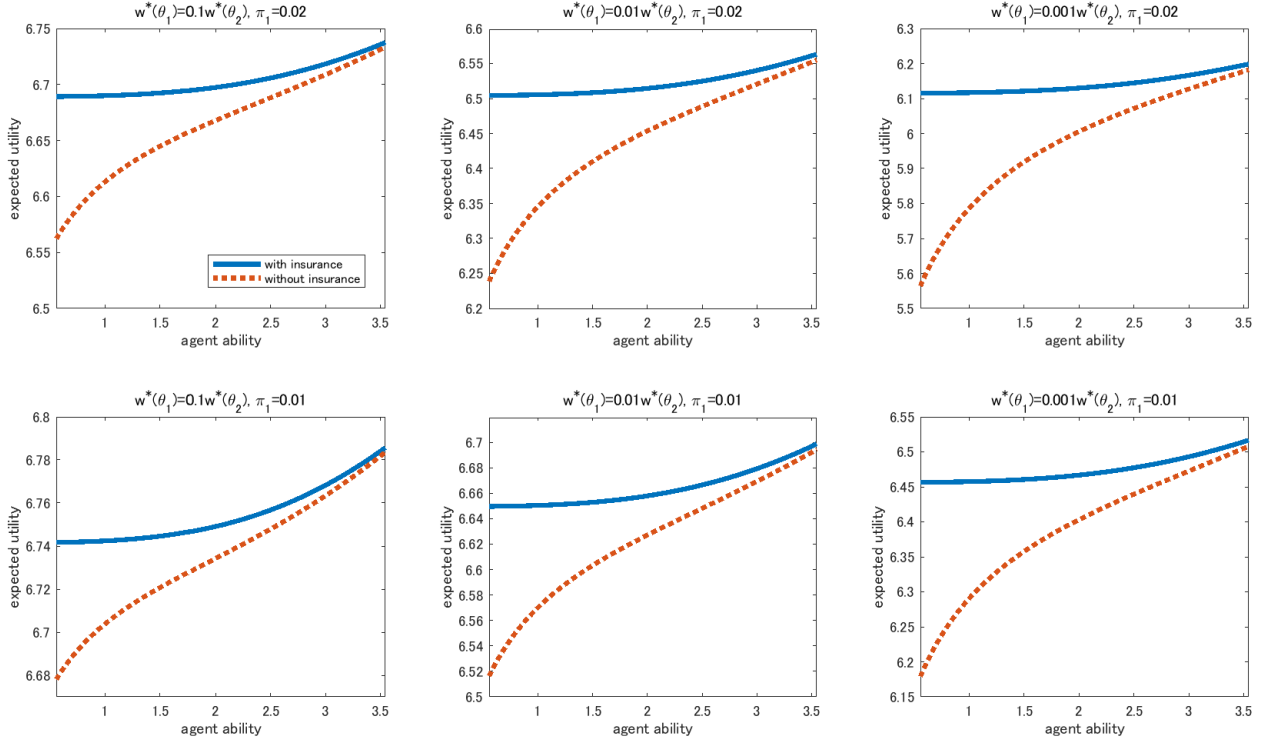 w*(θ₁)=0.1w*(θ₂), π₁=0.02
expected utility
6.75
6.7
6.65
6.6
6.55
6.5
with insurance
without insurance
1 1.5 2 2.5 3 3.5
agent ability
w*(θ₁)=0.01w*(θ₂), π₁=0.02
expected utility
6.6
6.55
6.5
6.45
6.4
6.35
6.3
6.25
6.2
1 1.5 2 2.5 3 3.5
agent ability
w*(θ₁)=0.001w*(θ₂), π₁=0.02
expected utility
6.3
6.2
6.1
6
5.9
5.8
5.7
5.6
5.5
1 1.5 2 2.5 3 3.5
agent ability
w*(θ₁)=0.1w*(θ₂), π₁=0.01
expected utility
6.8
6.78
6.76
6.74
6.72
6.7
6.68
1 1.5 2 2.5 3 3.5
agent ability
w*(θ₁)=0.01w*(θ₂), π₁=0.01
expected utility
6.7
6.68
6.66
6.64
6.62
6.6
6.58
6.56
6.54
6.52
6.5
1 1.5 2 2.5 3 3.5
agent ability
w*(θ₁)=0.001w*(θ₂), π₁=0.01
expected utility
6.55
6.5
6.45
6.4
6.35
6.3
6.25
6.2
6.15
1 1.5 2 2.5 3 3.5
agent ability